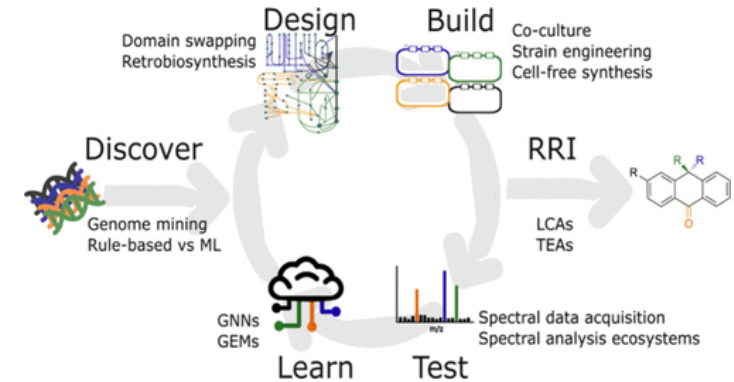 Design
Build
Domain swapping
Retrobiosynthesis
Co-culture
Strain engineering
Cell-free synthesis
Discover
Genome mining
Rule-based vs ML
RRI
LCAs
TEAs
R
R
R
O
GNNs
GEMs
m/z
Spectral data acquisition
Spectral analysis ecosystems
Learn
Test